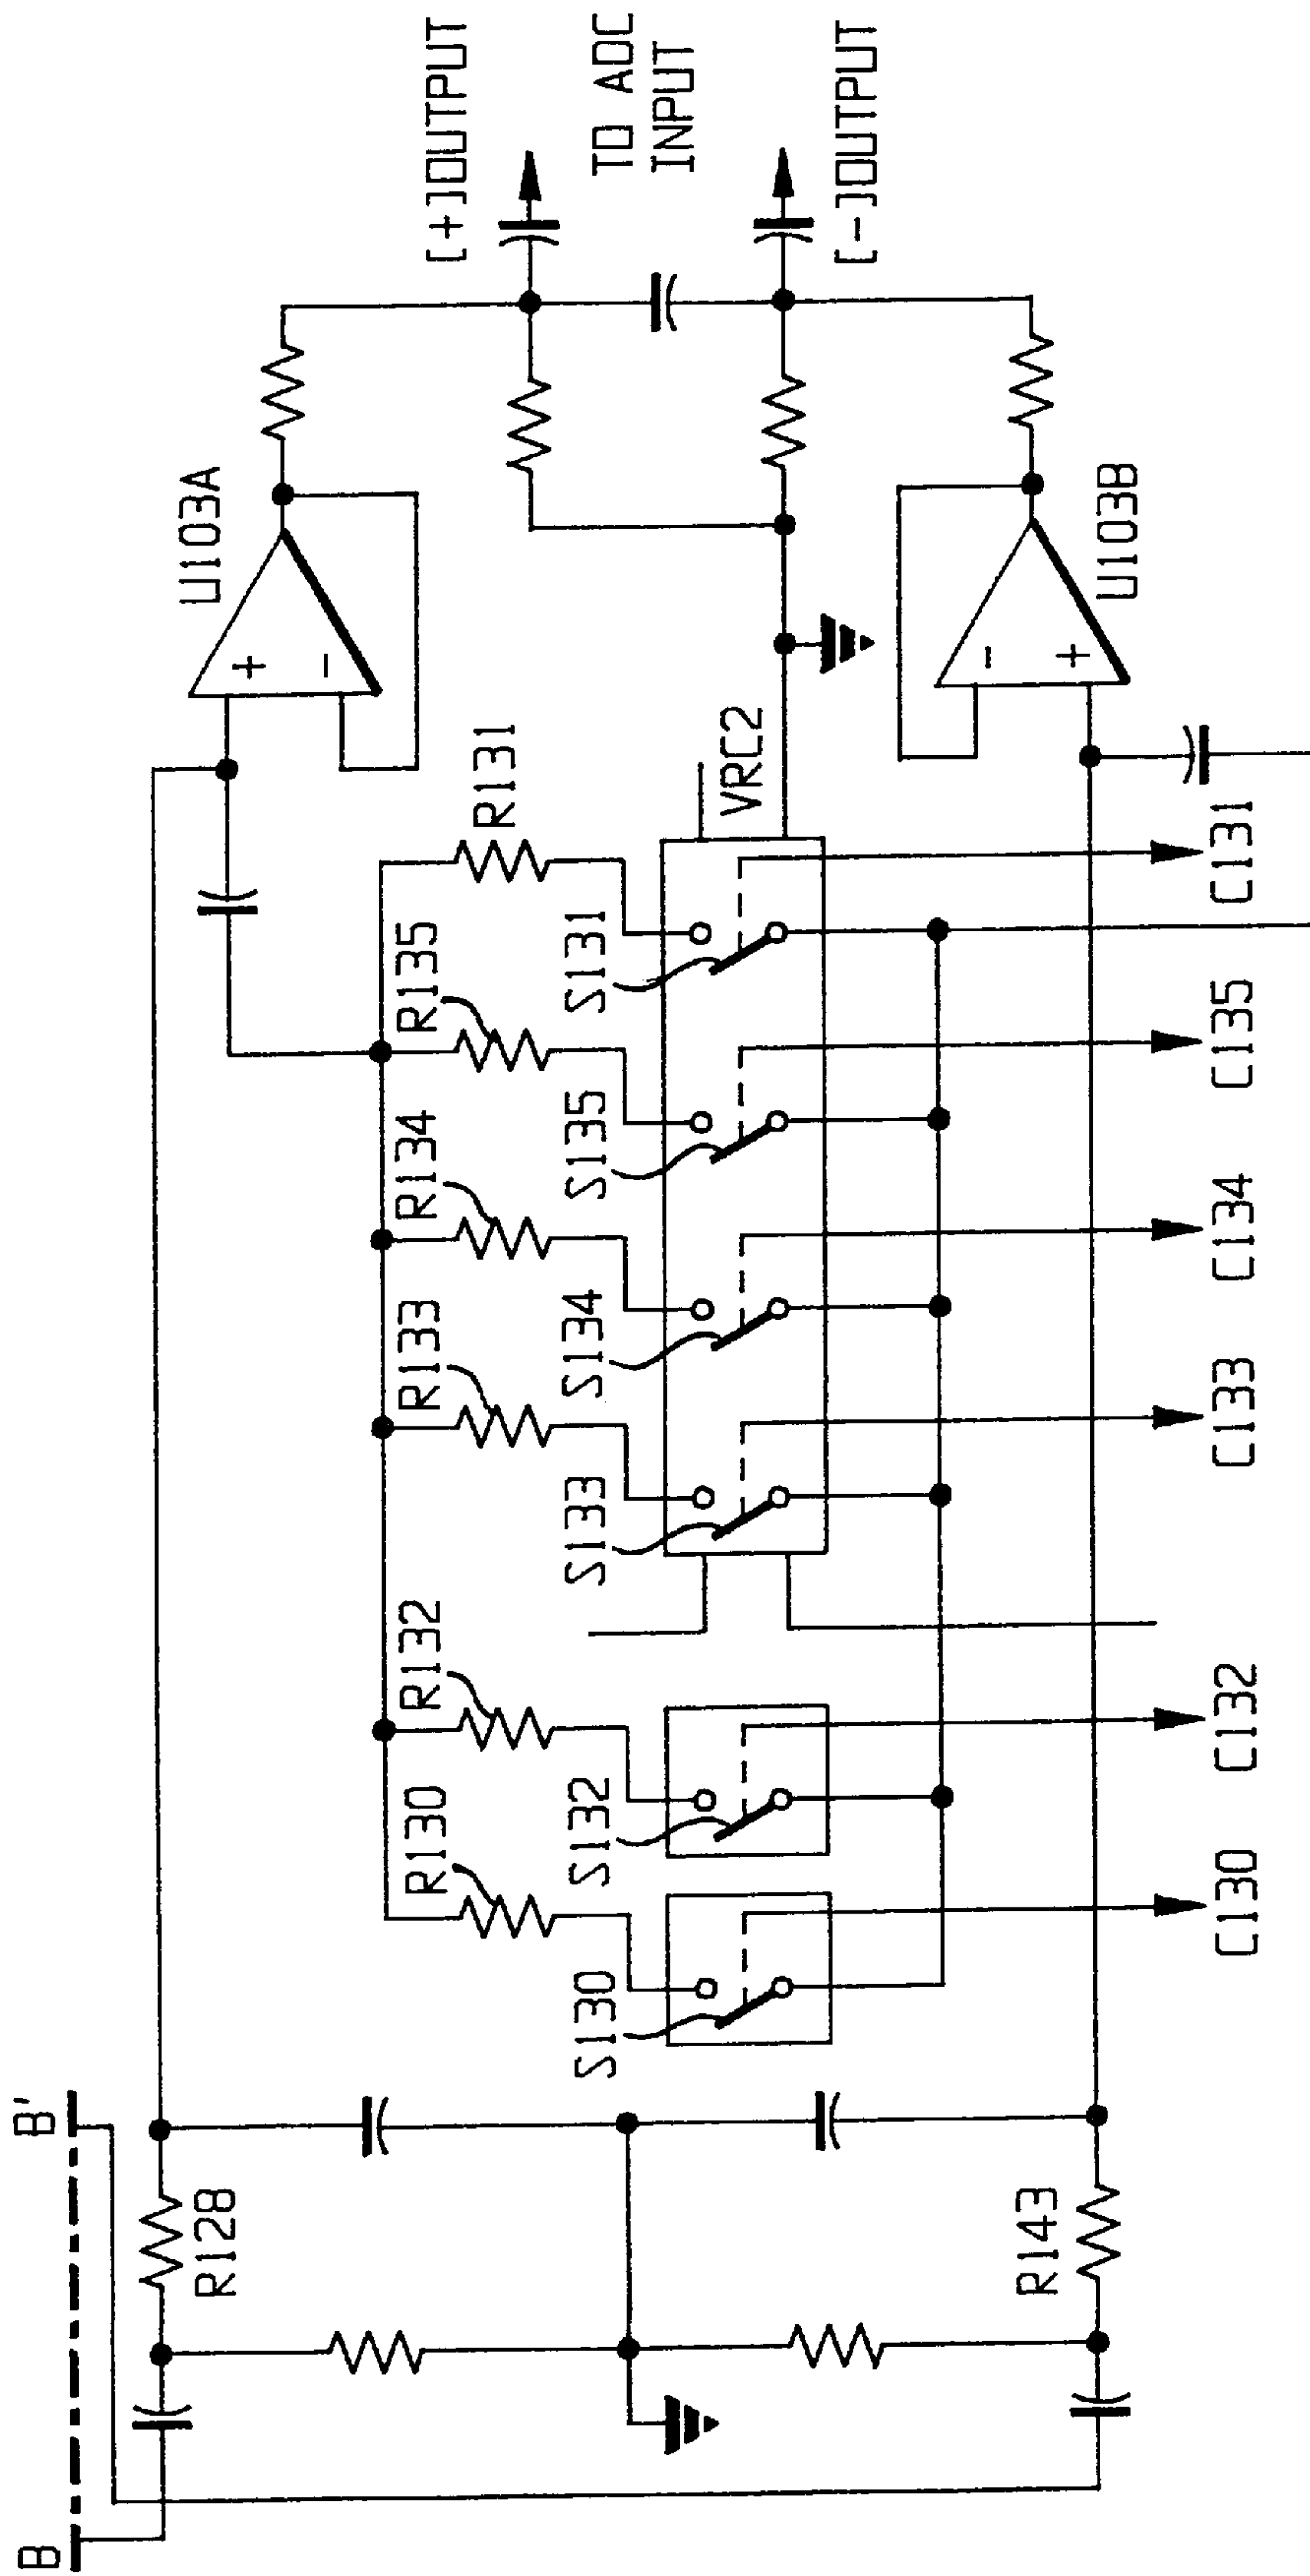 B
B'
R128
R143
[+]OUTPUT
TO ADC
INPUT
[-]OUTPUT
U103A
U103B
+
-
-
+
R130
R132
R133
R134
R135
R131
S130
S132
S133
S134
S135
S131
VRC2
C130
C132
C133
C134
C135
C131